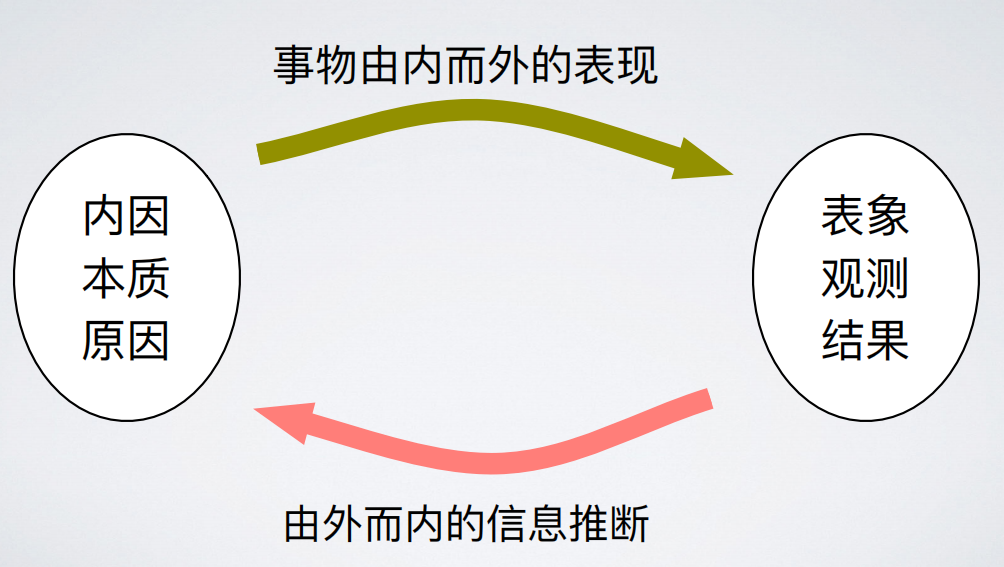 事物由内而外的表现
内因
本质
原因
表象
观测
结果
由外而内的信息推断